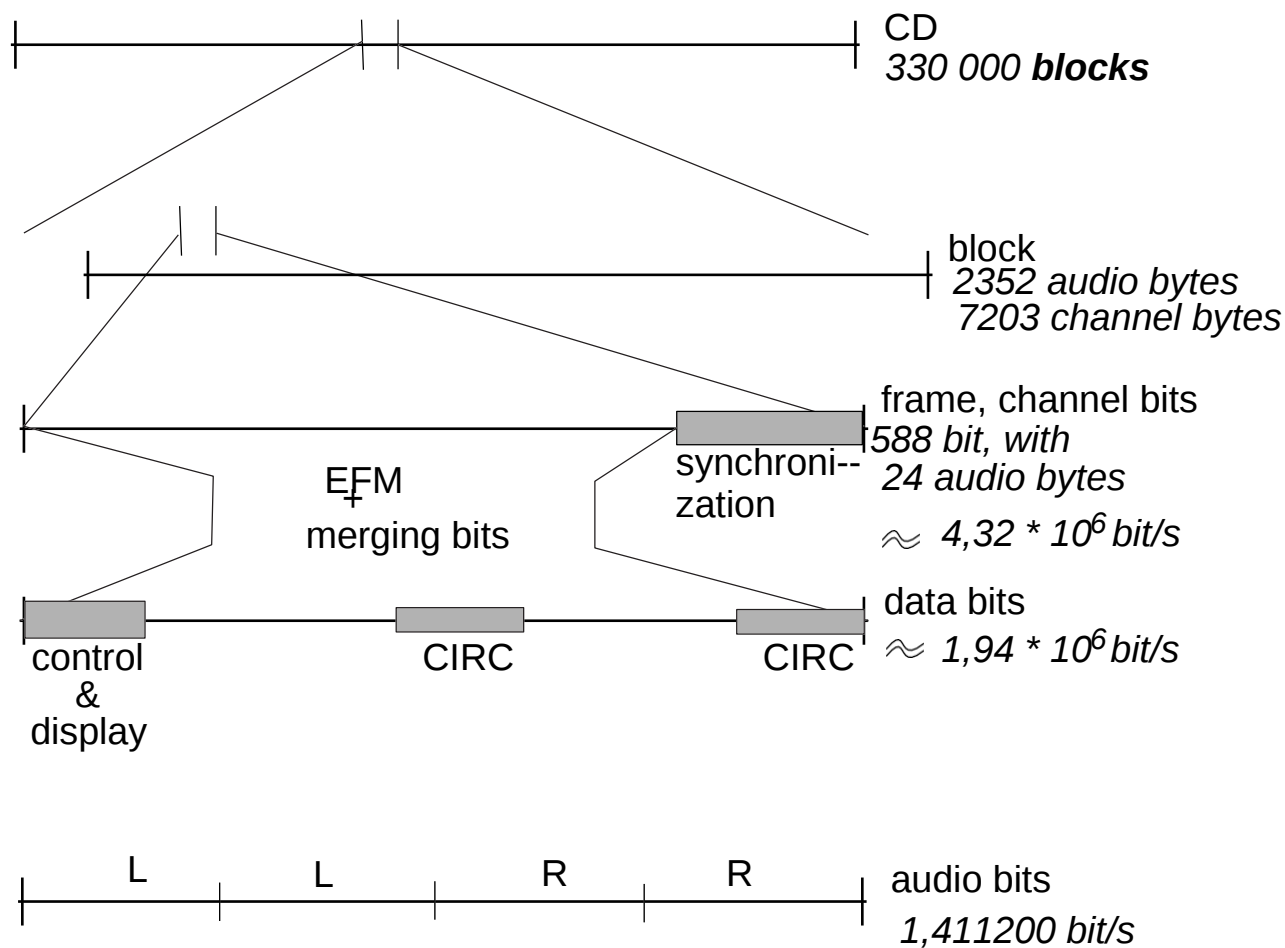 CD
330 000 blocks
block
2352 audio bytes
7203 channel bytes
frame, channel bits
588 bit, with
24 audio bytes
≈ 4,32 * 10⁶ bit/s
synchroni--
zation
EFM
+
merging bits
data bits
≈ 1,94 * 10⁶ bit/s
control
&
display
CIRC
CIRC
L
L
R
R
audio bits
1,411200 bit/s